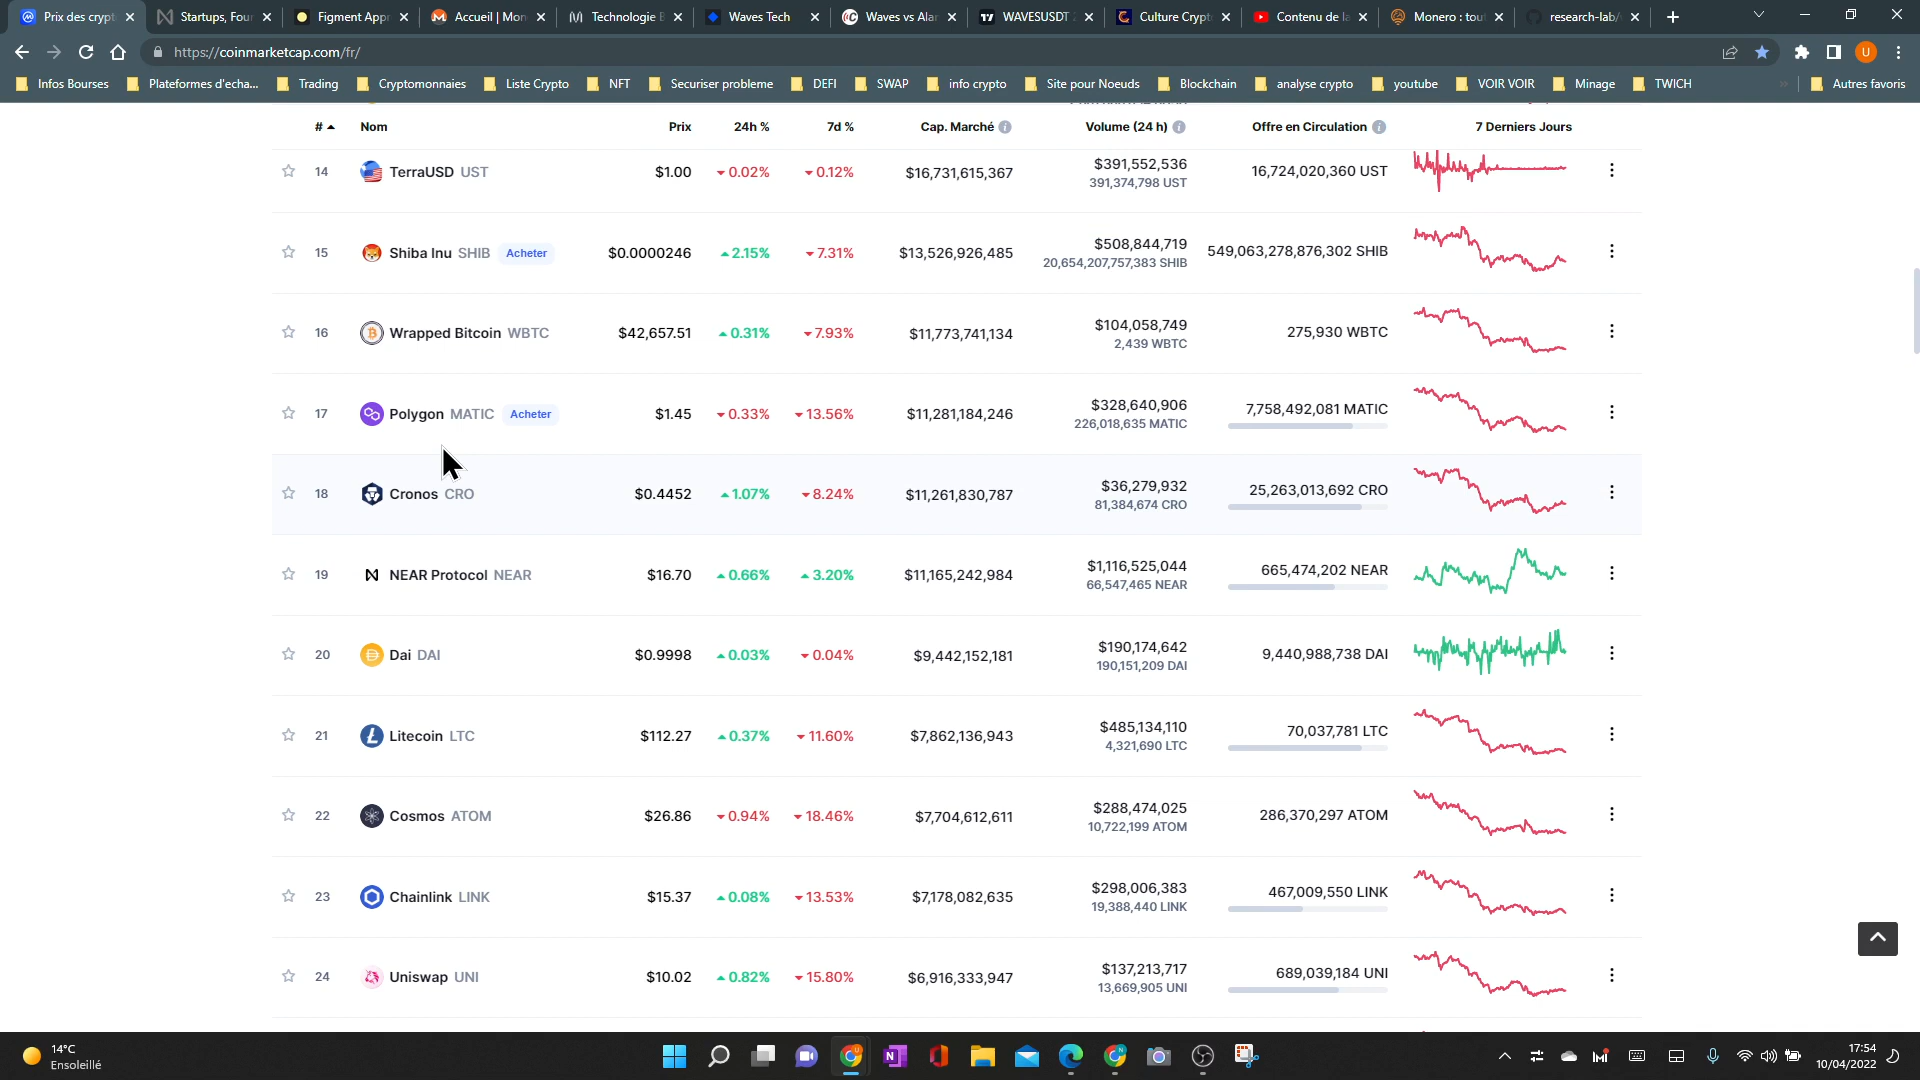 Prix des crypt
Startups, Four
Figment App
Accueil | Mon
Technologie B
Waves Tech
Waves vs Alar
WAVESUSDT
Culture Crypt
Contenu de la
Monero : tout
research-lab/
https://coinmarketcap.com/fr/
U
Infos Bourses
Plateformes d'echa...
Trading
Cryptomonnaies
Liste Crypto
NFT
Securiser probleme
DEFI
SWAP
info crypto
Site pour Noeuds
Blockchain
analyse crypto
youtube
VOIR VOIR
Minage
TWICH
Autres favoris
# Nom Prix 24h % 7d % Cap. Marché Volume (24 h) Offre en Circulation 7 Derniers Jours
14 TerraUSD UST $1.00 0.02% 0.12% $16,731,615,367 $391,552,536 16,724,020,360 UST
391,374,798 UST
15 Shiba Inu SHIB Acheter $0.0000246 2.15% 7.31% $13,526,926,485 $508,844,719 549,063,278,876,302 SHIB
20,654,207,757,383 SHIB
16 Wrapped Bitcoin WBTC $42,657.51 0.31% 7.93% $11,773,741,134 $104,058,749 275,930 WBTC
2,439 WBTC
17 Polygon MATIC Acheter $1.45 0.33% 13.56% $11,281,184,246 $328,640,906 7,758,492,081 MATIC
226,018,635 MATIC
18 Cronos CRO $0.4452 1.07% 8.24% $11,261,830,787 $36,279,932 25,263,013,692 CRO
81,384,674 CRO
19 NEAR Protocol NEAR $16.70 0.66% 3.20% $11,165,242,984 $1,116,525,044 665,474,202 NEAR
66,547,465 NEAR
20 Dai DAI $0.9998 0.03% 0.04% $9,442,152,181 $190,174,642 9,440,988,738 DAI
190,151,209 DAI
21 Litecoin LTC $112.27 0.37% 11.60% $7,862,136,943 $485,134,110 70,037,781 LTC
4,321,690 LTC
22 Cosmos ATOM $26.86 0.94% 18.46% $7,704,612,611 $288,474,025 286,370,297 ATOM
10,722,199 ATOM
23 Chainlink LINK $15.37 0.08% 13.53% $7,178,082,635 $298,006,383 467,009,550 LINK
19,388,440 LINK
24 Uniswap UNI $10.02 0.82% 15.80% $6,916,333,947 $137,213,717 689,039,184 UNI
13,669,905 UNI
14°C
Ensoleillé
17:54
10/04/2022